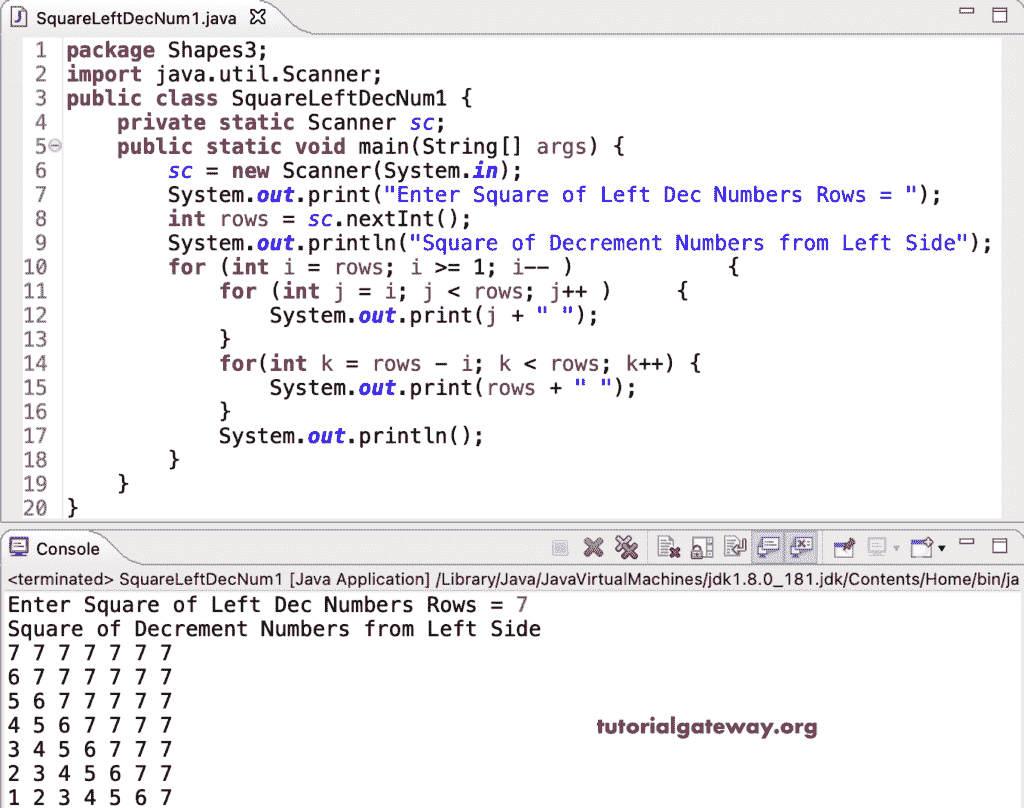 SquareLeftDecNum1.java
1 package Shapes3;
2 import java.util.Scanner;
3 public class SquareLeftDecNum1 {
4 private static Scanner sc;
5 public static void main(String[] args) {
6 sc = new Scanner(System.in);
7 System.out.print("Enter Square of Left Dec Numbers Rows = ");
8 int rows = sc.nextInt();
9 System.out.println("Square of Decrement Numbers from Left Side");
10 for (int i = rows; i >= 1; i-- ) {
11 for (int j = i; j < rows; j++ ) {
12 System.out.print(j + " ");
13 }
14 for(int k = rows - i; k < rows; k++) {
15 System.out.print(rows + " ");
16 }
17 System.out.println();
18 }
19 }
20 }
Console
<terminated> SquareLeftDecNum1 [Java Application] /Library/Java/JavaVirtualMachines/jdk1.8.0_181.jdk/Contents/Home/bin/ja
Enter Square of Left Dec Numbers Rows = 7
Square of Decrement Numbers from Left Side
7 7 7 7 7 7 7
6 7 7 7 7 7 7
5 6 7 7 7 7 7
4 5 6 7 7 7 7
3 4 5 6 7 7 7
2 3 4 5 6 7 7
1 2 3 4 5 6 7
tutorialgateway.org